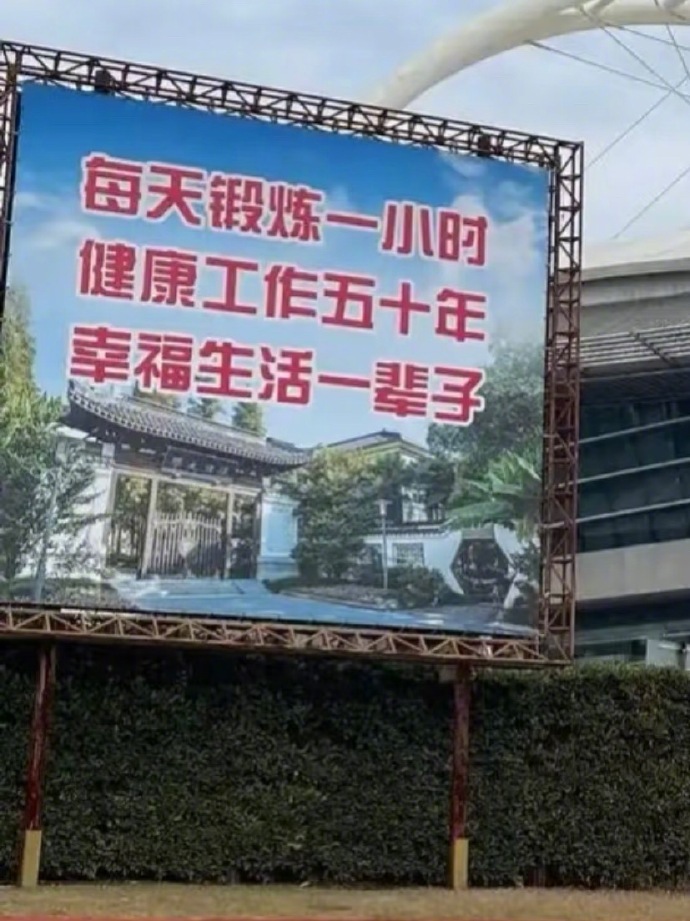 每天锻炼一小时
健康工作五十年
幸福生活一辈子